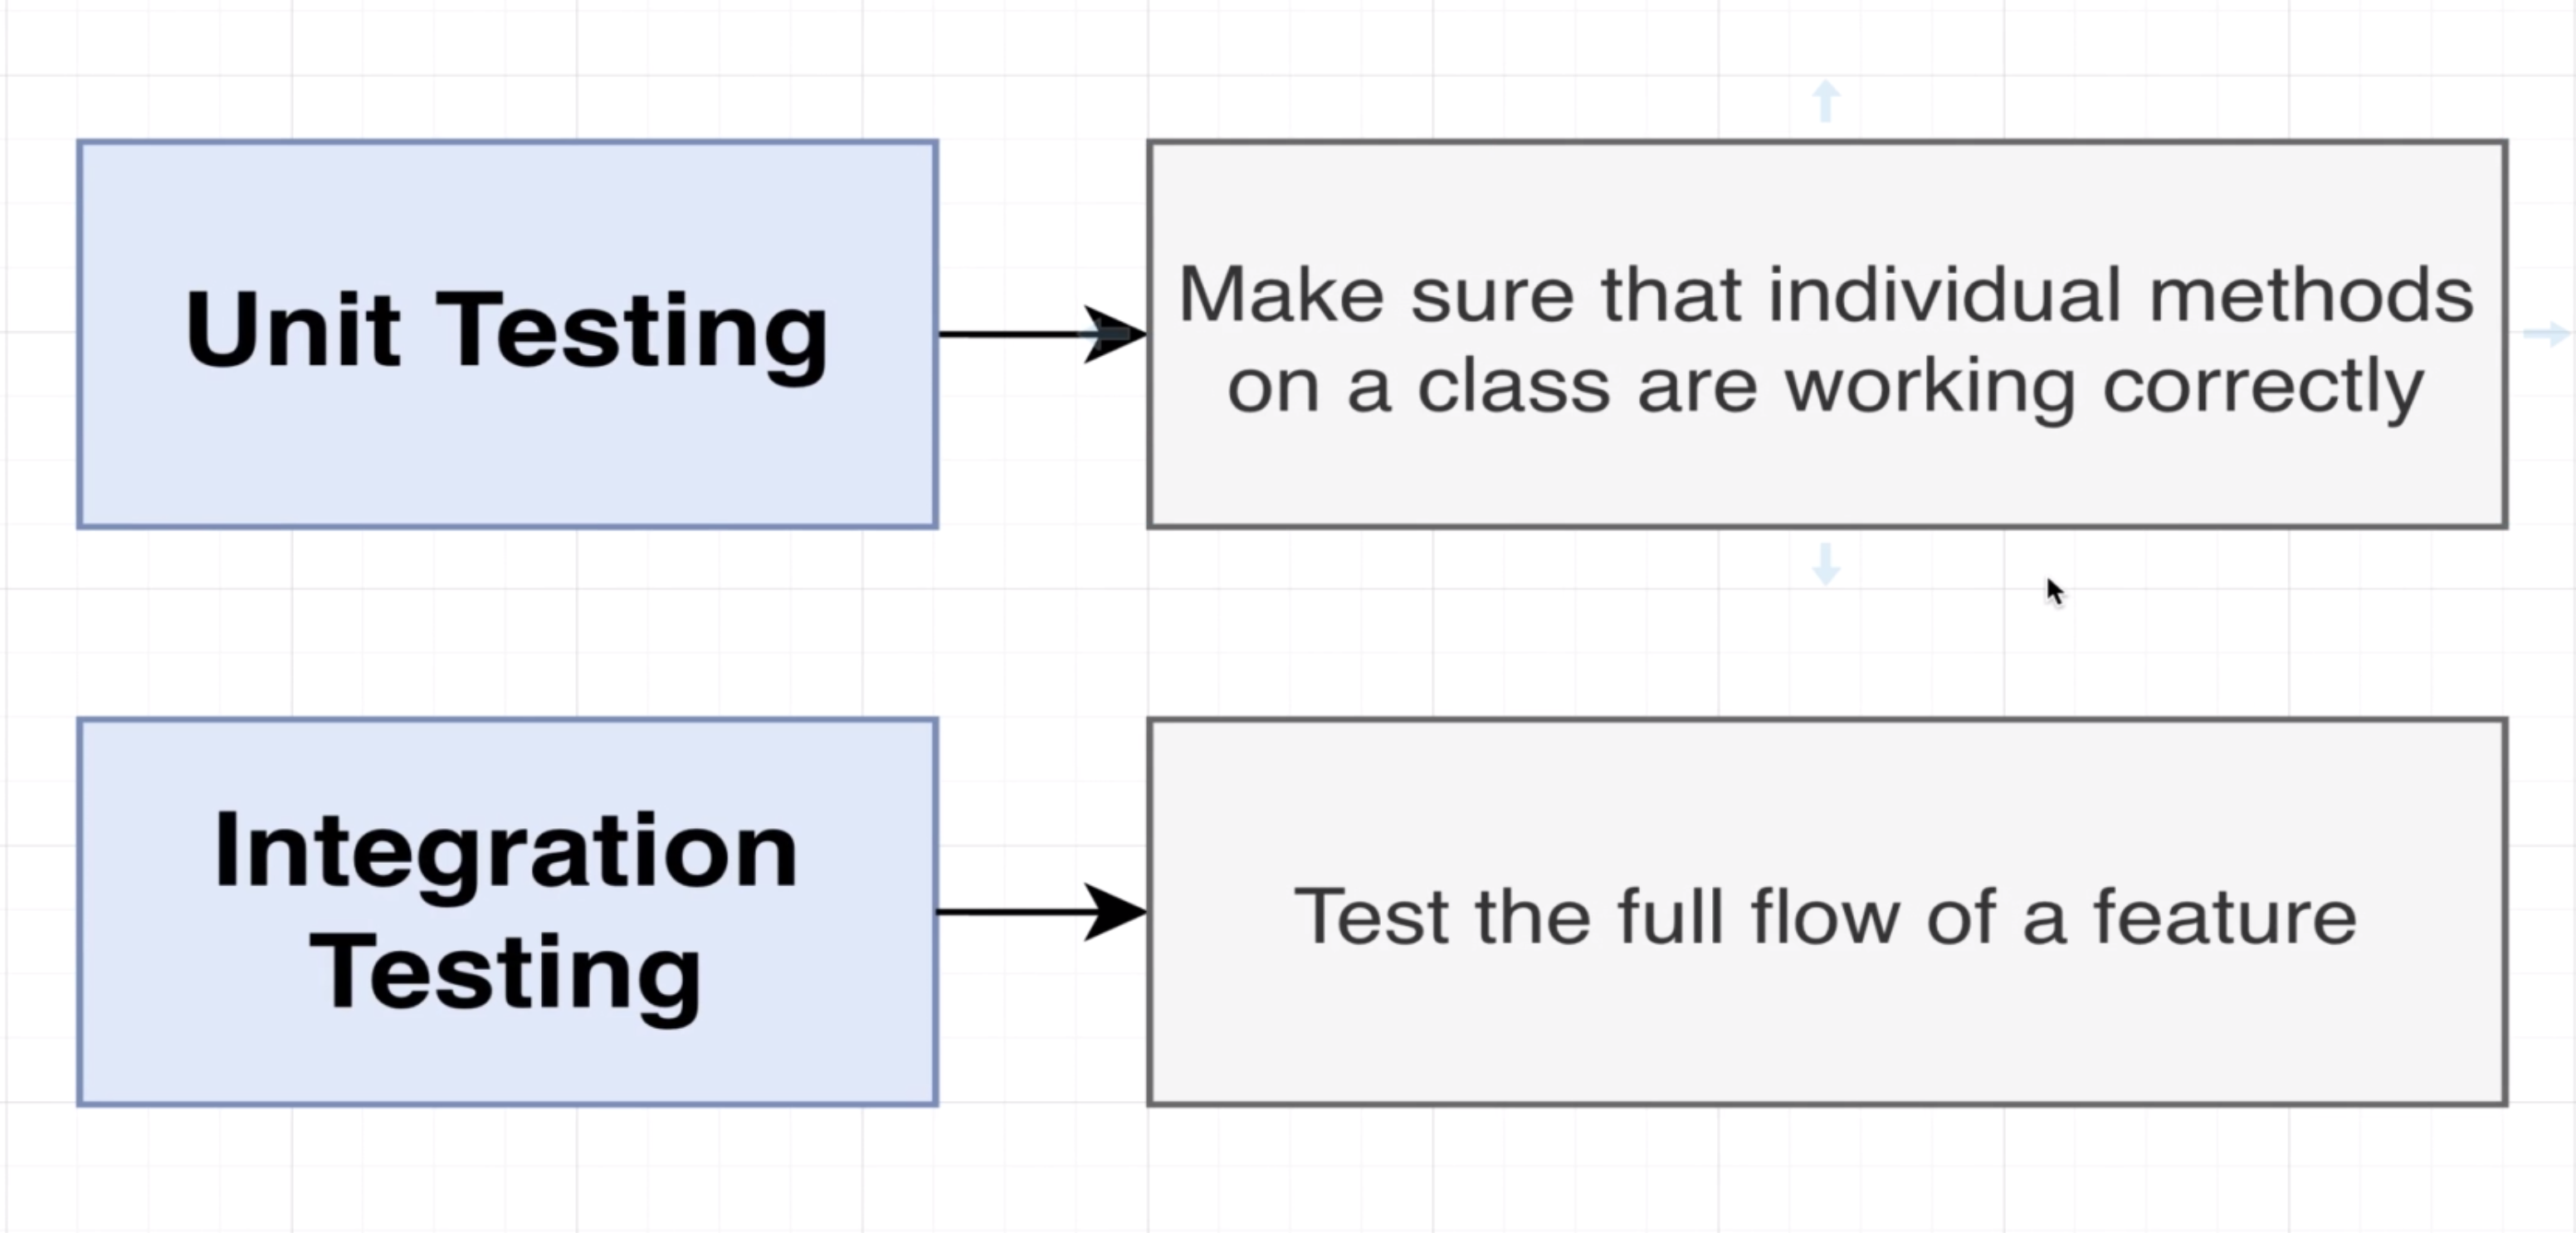 Unit Testing
Make sure that individual methods
on a class are working correctly
Integration
Testing
Test the full flow of a feature